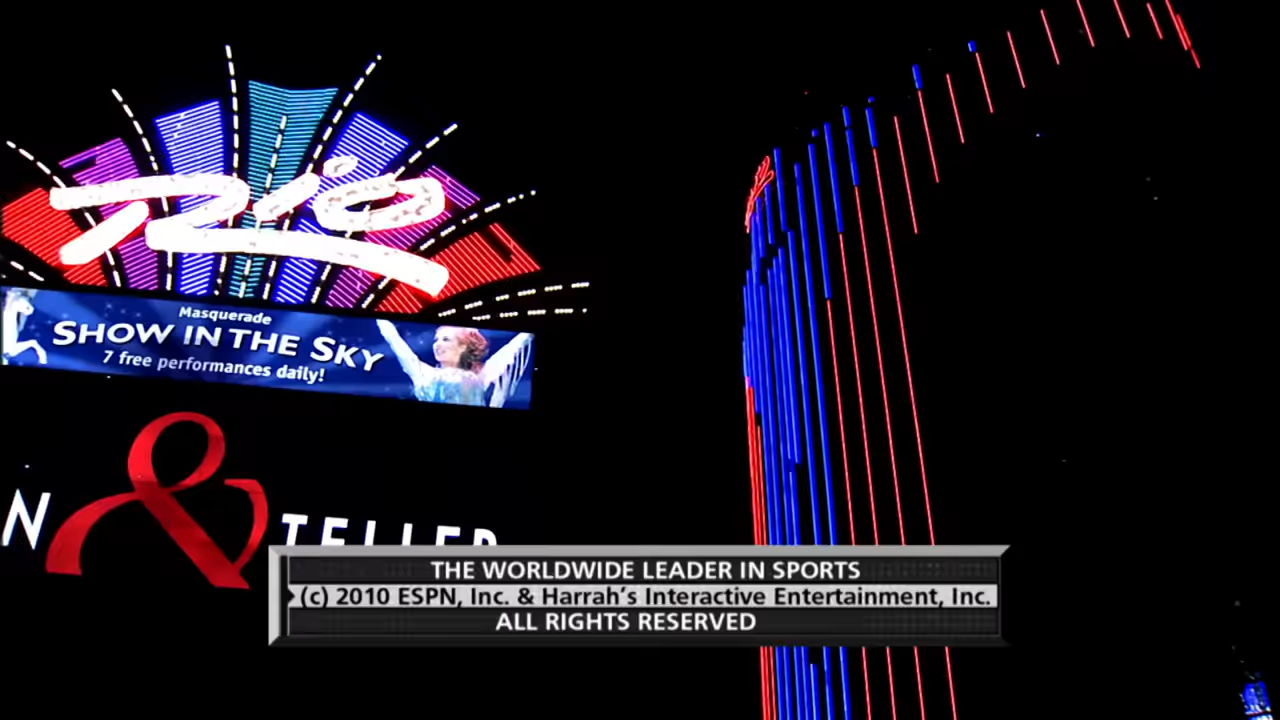 Rio
Masquerade
SHOW IN THE SKY
7 free performances daily!
N & TELLER
THE WORLDWIDE LEADER IN SPORTS
(c) 2010 ESPN, Inc. & Harrah's Interactive Entertainment, Inc.
ALL RIGHTS RESERVED